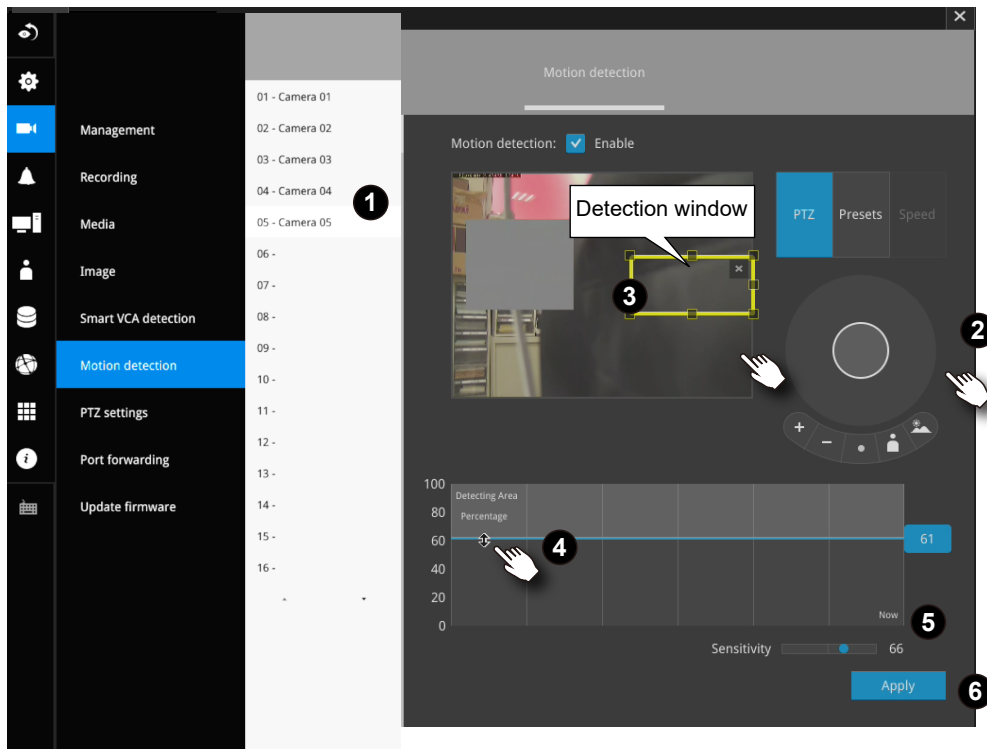 Motion detection
Management
Recording
Media
Image
Smart VCA detection
Motion detection
PTZ settings
Port forwarding
Update firmware
01 - Camera 01
02 - Camera 02
03 - Camera 03
04 - Camera 04
05 - Camera 05
06 -
07 -
08 -
09 -
10 -
11 -
12 -
13 -
14 -
15 -
16 -
1
Motion detection: Enable
Detection window
3
PTZ Presets Speed
2
100
80
60
40
20
0
Detecting Area
Percentage
4
61
Now
5
Sensitivity 66
Apply
6